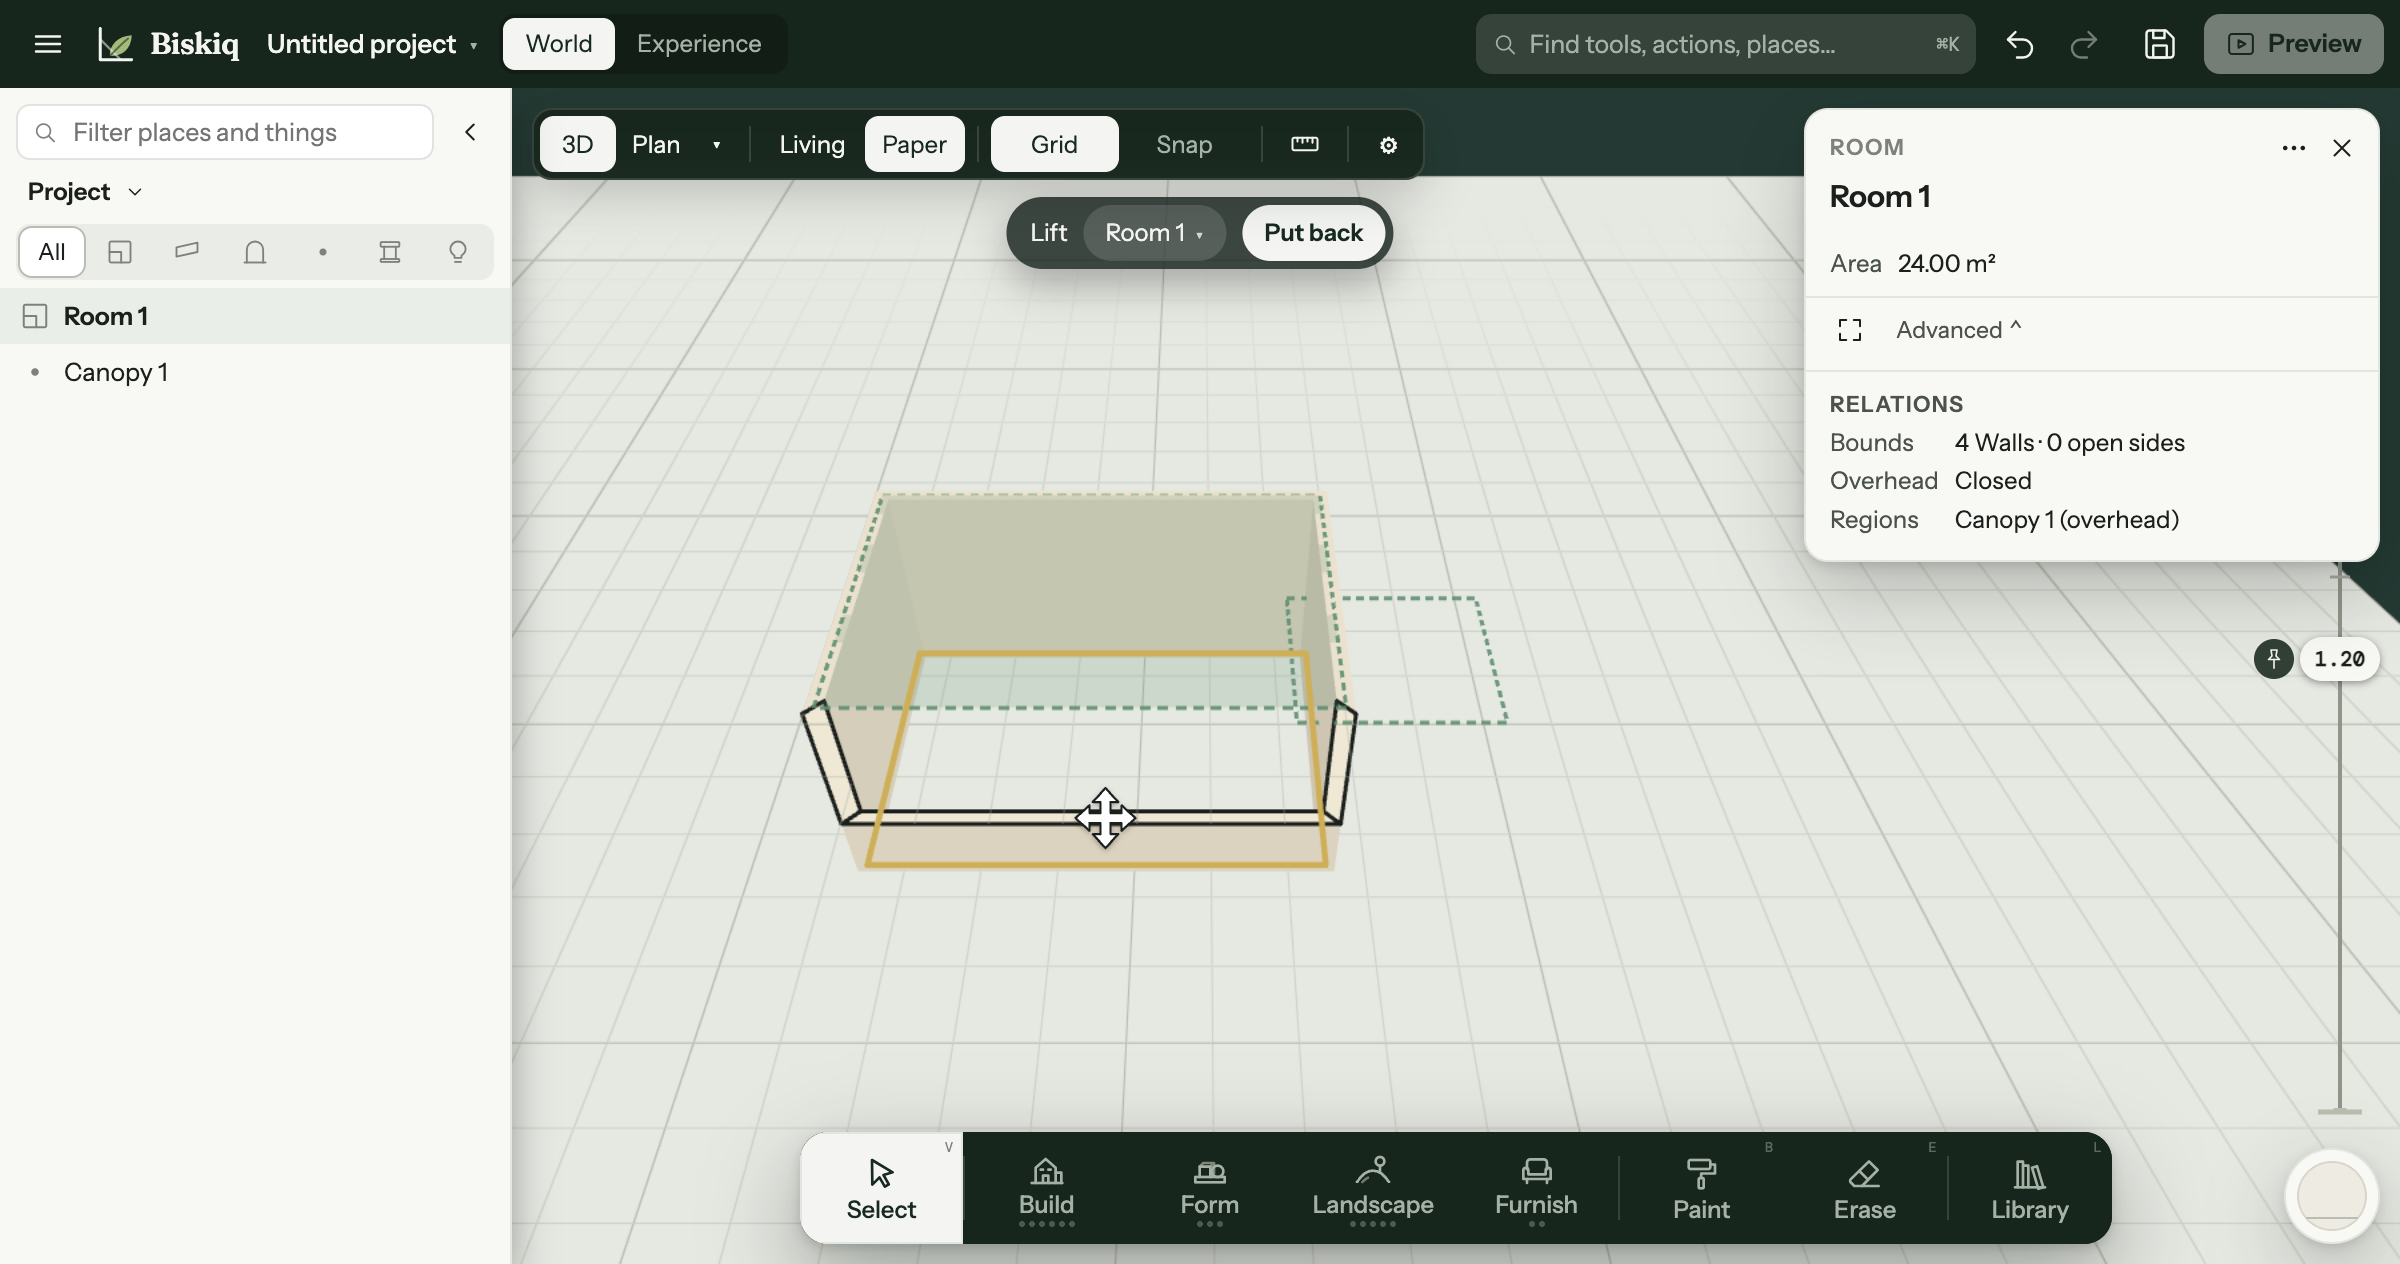 Biskiq
Untitled project
World
Experience
Find tools, actions, places...
⌘K
Preview
Filter places and things
Project
All
Room 1
Canopy 1
3D
Plan
Living
Paper
Grid
Snap
Lift
Room 1
Put back
ROOM
Room 1
Area 24.00 m²
Advanced
RELATIONS
Bounds 4 Walls · 0 open sides
Overhead Closed
Regions Canopy 1 (overhead)
1.20
Select
V
Build
Form
Landscape
Furnish
Paint
B
Erase
E
Library
L